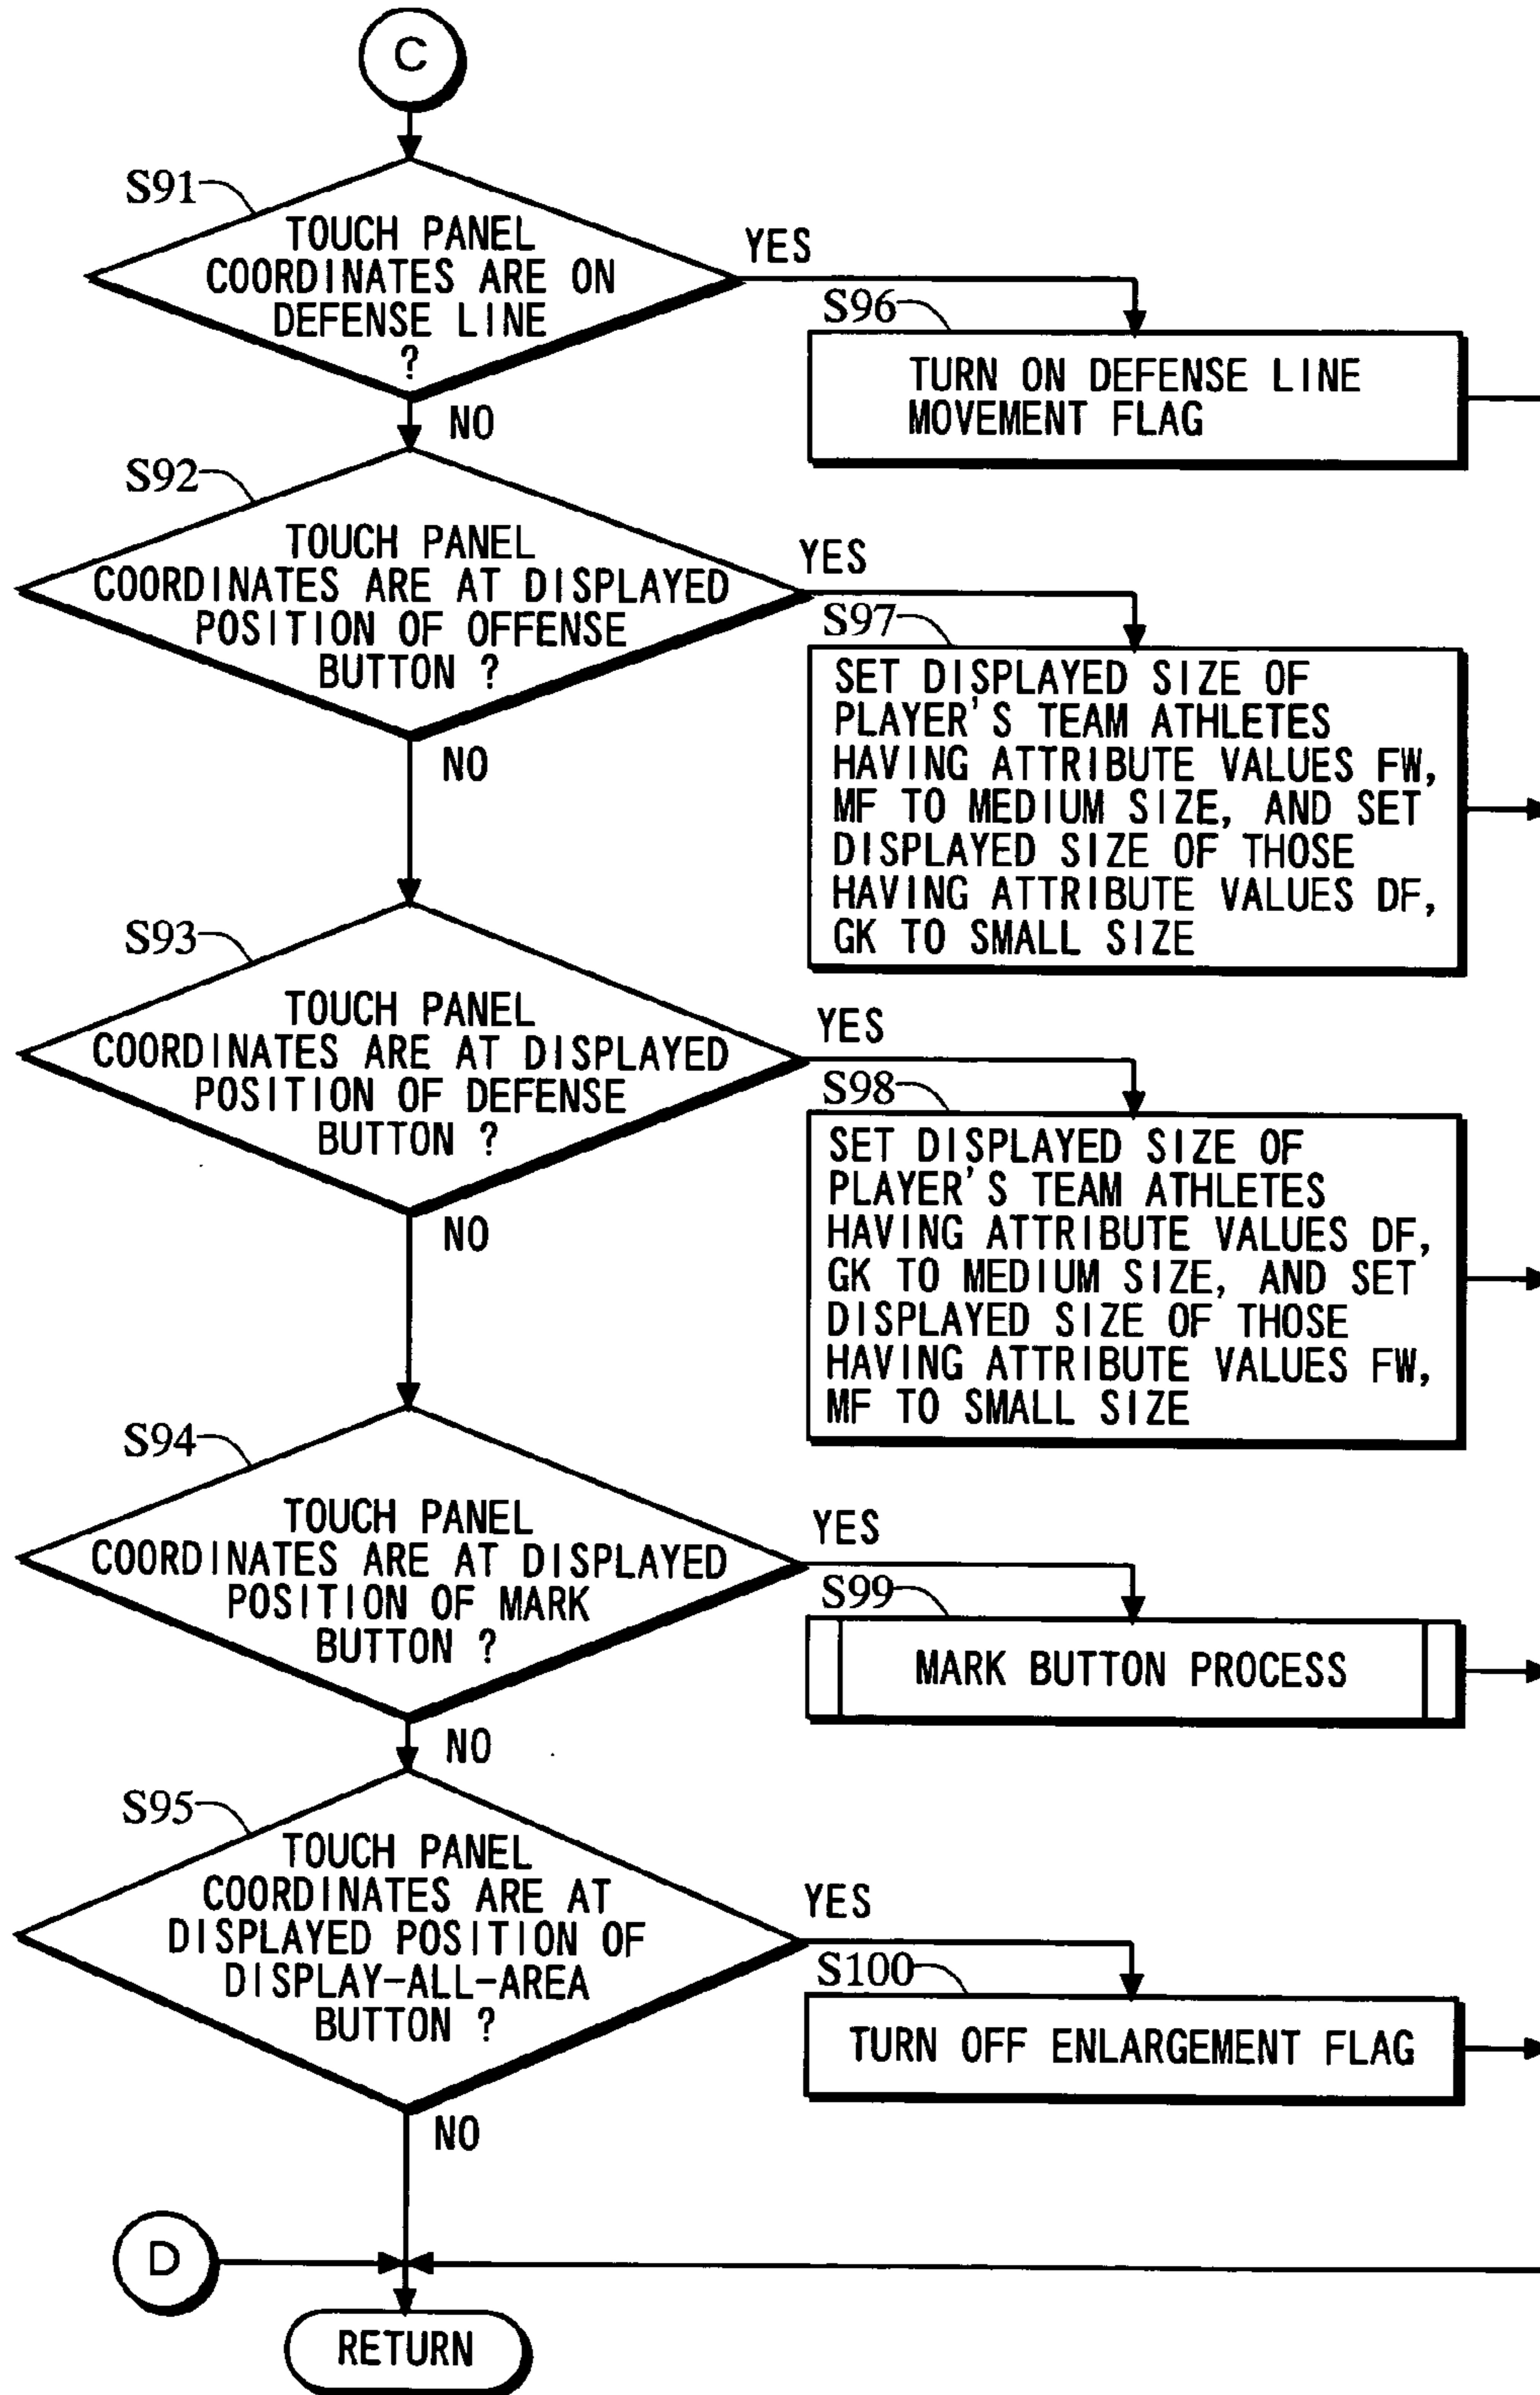 C
S91
TOUCH PANEL
COORDINATES ARE ON
DEFENSE LINE
?
YES
NO
S96
TURN ON DEFENSE LINE
MOVEMENT FLAG
S92
TOUCH PANEL
COORDINATES ARE AT DISPLAYED
POSITION OF OFFENSE
BUTTON ?
YES
NO
S97
SET DISPLAYED SIZE OF
PLAYER'S TEAM ATHLETES
HAVING ATTRIBUTE VALUES FW,
MF TO MEDIUM SIZE, AND SET
DISPLAYED SIZE OF THOSE
HAVING ATTRIBUTE VALUES DF,
GK TO SMALL SIZE
S93
TOUCH PANEL
COORDINATES ARE AT DISPLAYED
POSITION OF DEFENSE
BUTTON ?
YES
NO
S98
SET DISPLAYED SIZE OF
PLAYER'S TEAM ATHLETES
HAVING ATTRIBUTE VALUES DF,
GK TO MEDIUM SIZE, AND SET
DISPLAYED SIZE OF THOSE
HAVING ATTRIBUTE VALUES FW,
MF TO SMALL SIZE
S94
TOUCH PANEL
COORDINATES ARE AT DISPLAYED
POSITION OF MARK
BUTTON ?
YES
NO
S99
MARK BUTTON PROCESS
S95
TOUCH PANEL
COORDINATES ARE AT
DISPLAYED POSITION OF
DISPLAY-ALL-AREA
BUTTON ?
YES
NO
S100
TURN OFF ENLARGEMENT FLAG
D
RETURN